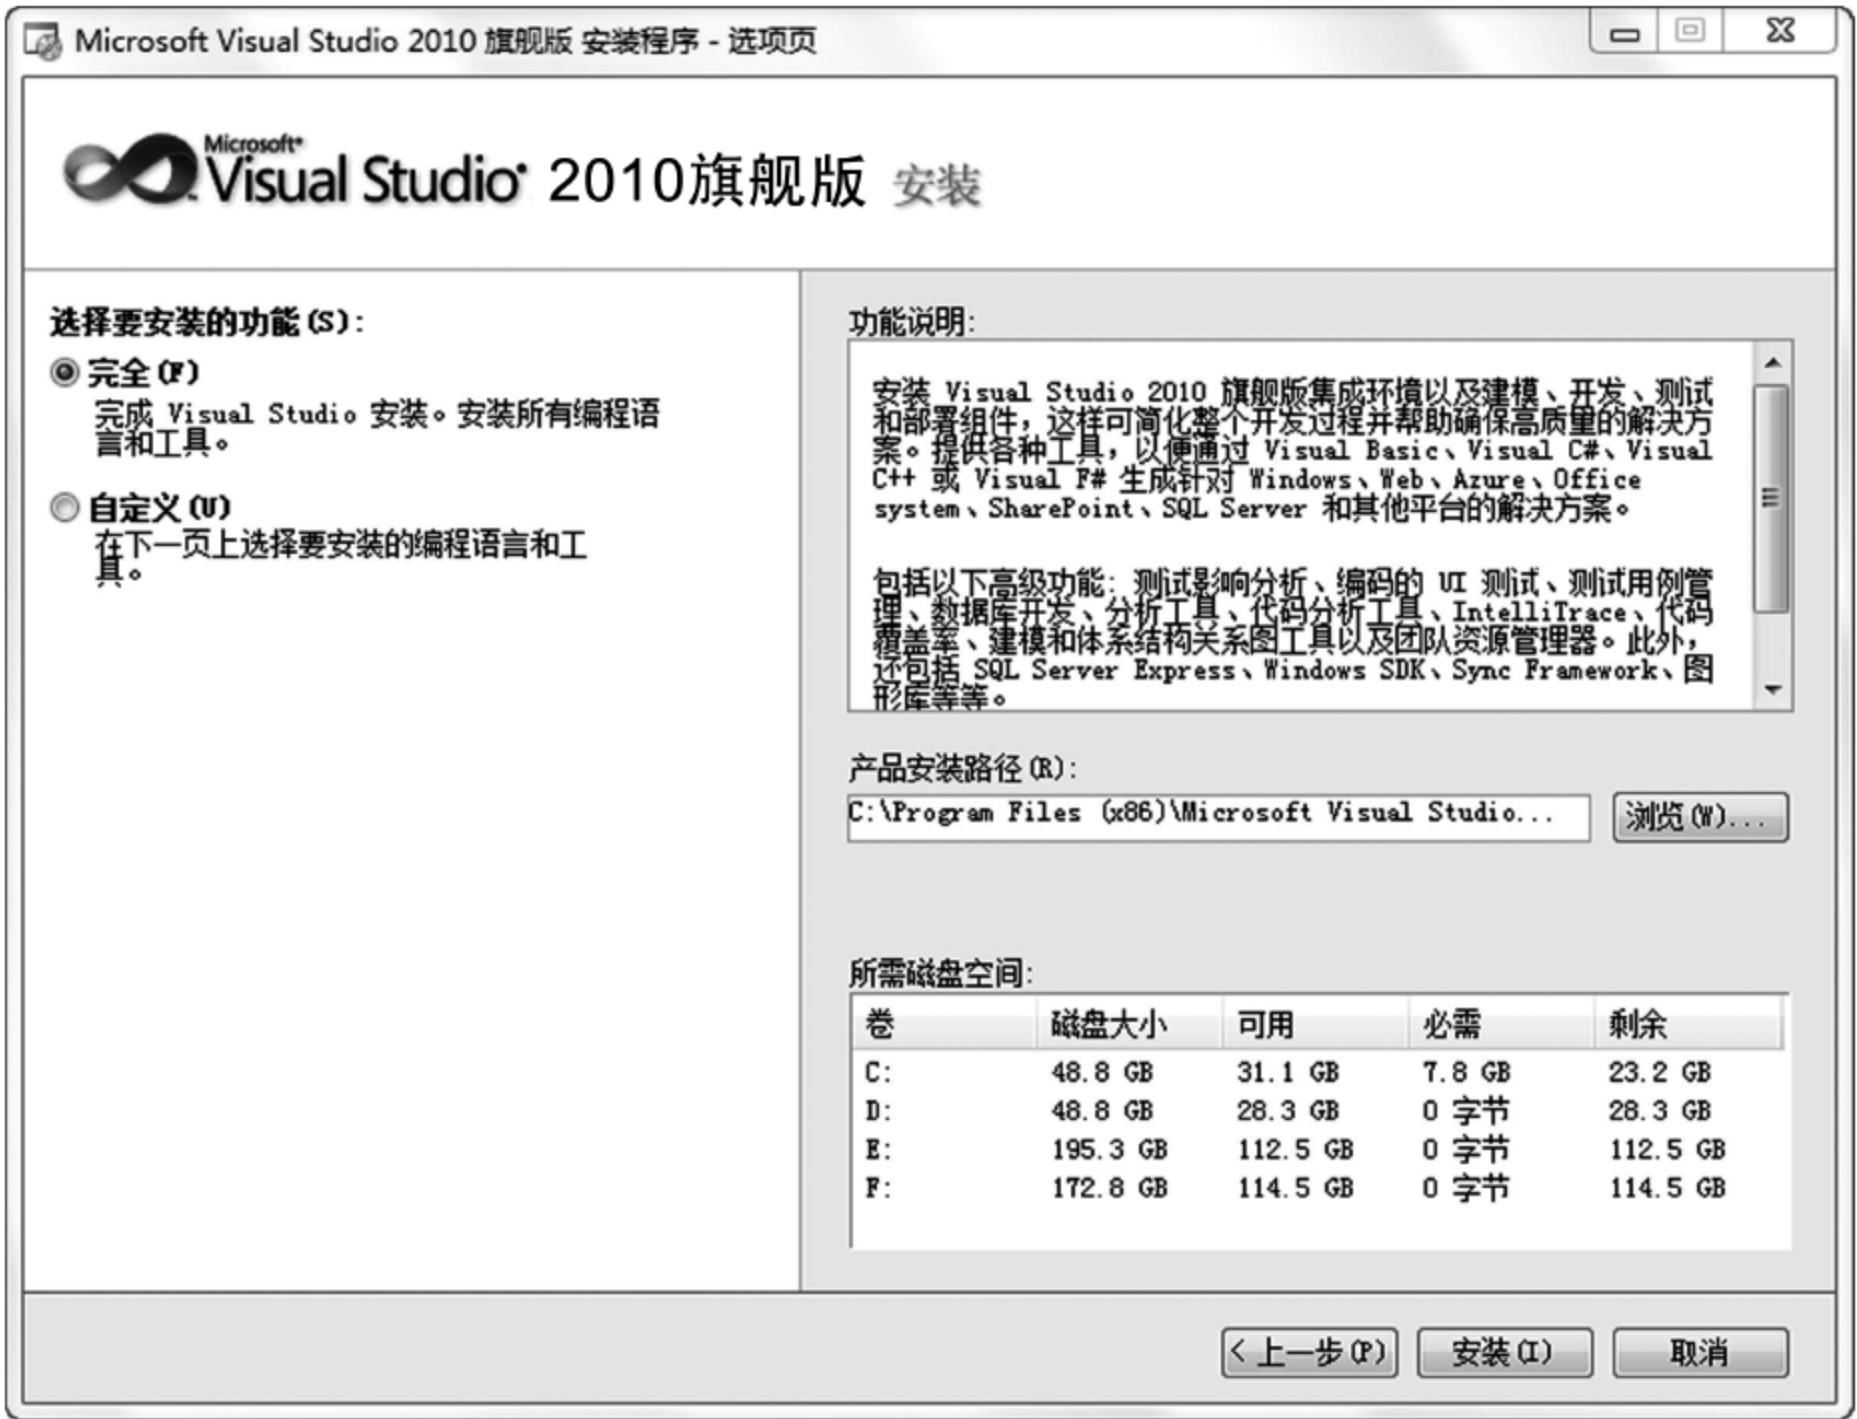 Microsoft Visual Studio 2010 旗舰版 安装程序 - 选项页
Microsoft®
Visual Studio® 2010旗舰版 安装
选择要安装的功能(S):
完全(F)
完成 Visual Studio 安装。安装所有编程语
言和工具。
自定义(U)
在下一页上选择要安装的编程语言和工
具。
功能说明:
安装 Visual Studio 2010 旗舰版集成环境以及建模、开发、测试
和部署组件，这样可简化整个开发过程并帮助确保高质量的解决方
案。提供各种工具，以便通过 Visual Basic、Visual C#、Visual
C++ 或 Visual F# 生成针对 Windows、Web、Azure、Office
system、SharePoint、SQL Server 和其他平台的解决方案。
包括以下高级功能: 测试影响分析、编码的 UI 测试、测试用例管
理、数据库开发、分析工具、代码分析工具、IntelliTrace、代码
覆盖率、建模和体系结构关系图工具以及团队资源管理器。此外，
还包括 SQL Server Express、Windows SDK、Sync Framework、图
形库等等。
产品安装路径(R):
C:\Program Files (x86)\Microsoft Visual Studio...
浏览(W)...
所需磁盘空间:
卷 磁盘大小 可用 必需 剩余
C: 48.8 GB 31.1 GB 7.8 GB 23.2 GB
D: 48.8 GB 28.3 GB 0 字节 28.3 GB
E: 195.3 GB 112.5 GB 0 字节 112.5 GB
F: 172.8 GB 114.5 GB 0 字节 114.5 GB
< 上一步(P) 安装(I) 取消